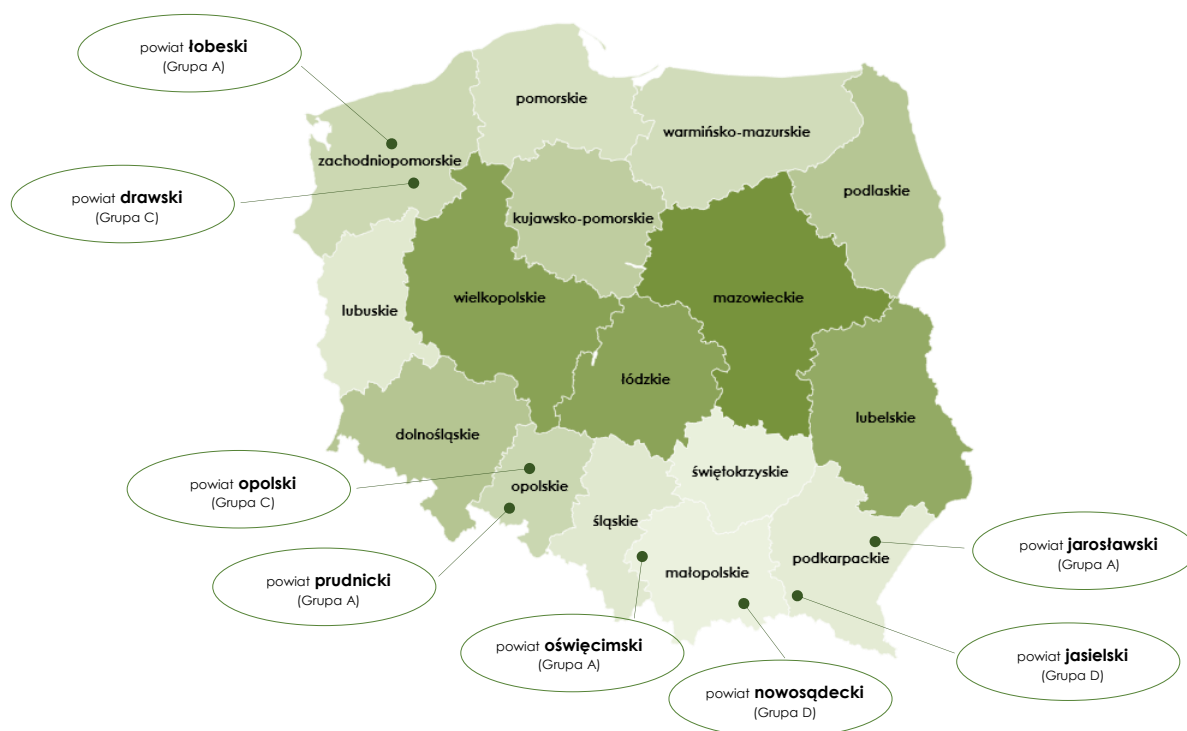 powiat łobeski
(Grupa A)
pomorskie
warmińsko-mazurskie
zachodniopomorskie
podlaskie
powiat drawski
(Grupa C)
kujawsko-pomorskie
wielkopolskie
mazowieckie
lubuskie
łódzkie
lubelskie
dolnośląskie
świętokrzyskie
powiat opolski
(Grupa C)
opolskie
śląskie
podkarpackie
małopolskie
powiat jarosławski
(Grupa A)
powiat prudnicki
(Grupa A)
powiat oświęcimski
(Grupa A)
powiat jasielski
(Grupa D)
powiat nowosądecki
(Grupa D)